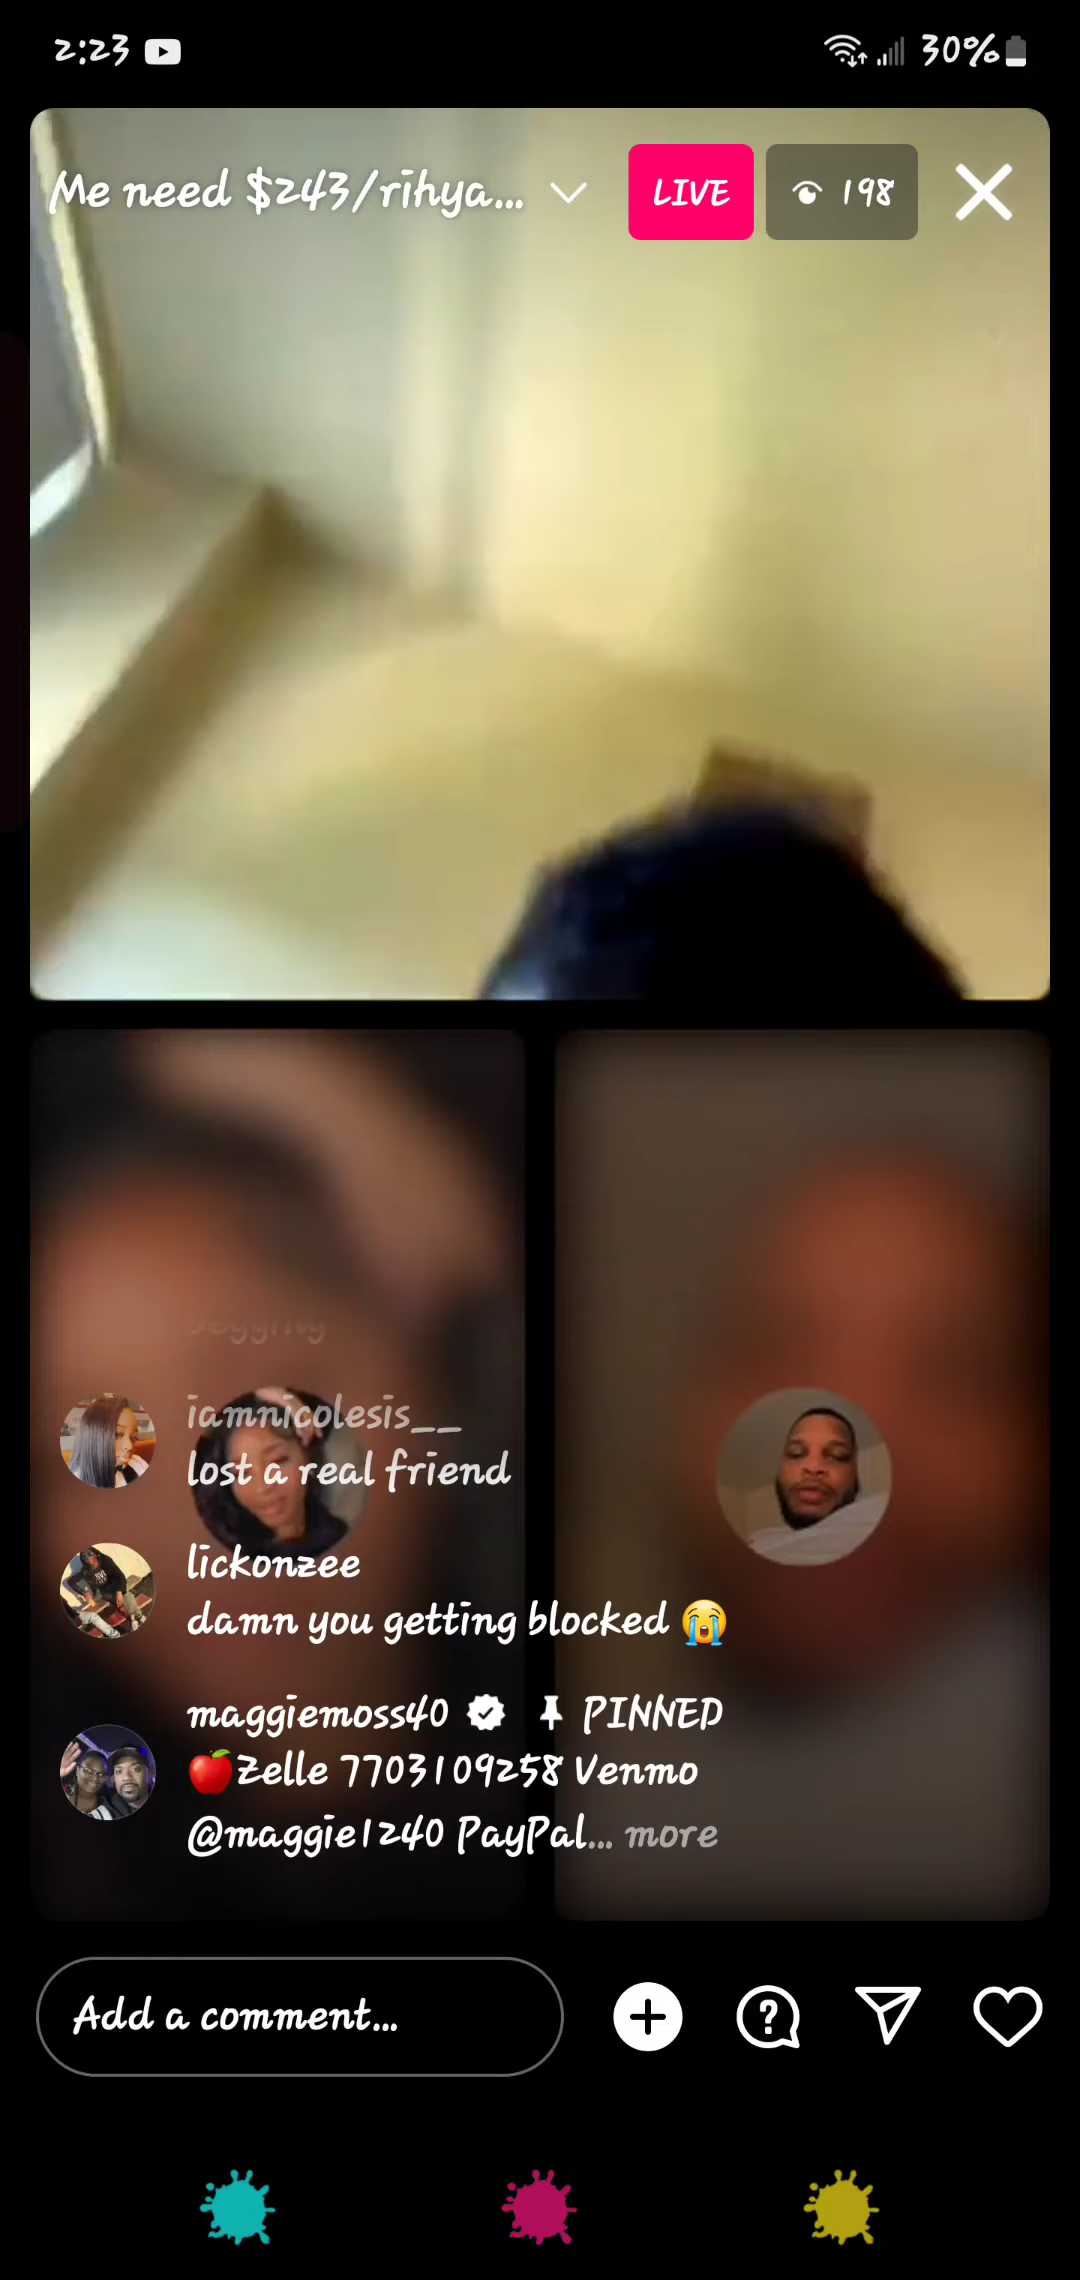 2:23
30%
Me need $243/rihya...
LIVE
198
iamnicolesis__
lost a real friend
lickonzee
damn you getting blocked 😭
maggiemoss40 PINNED
🍎Zelle 7703109258 Venmo
@maggie1240 PayPal... more
Add a comment...